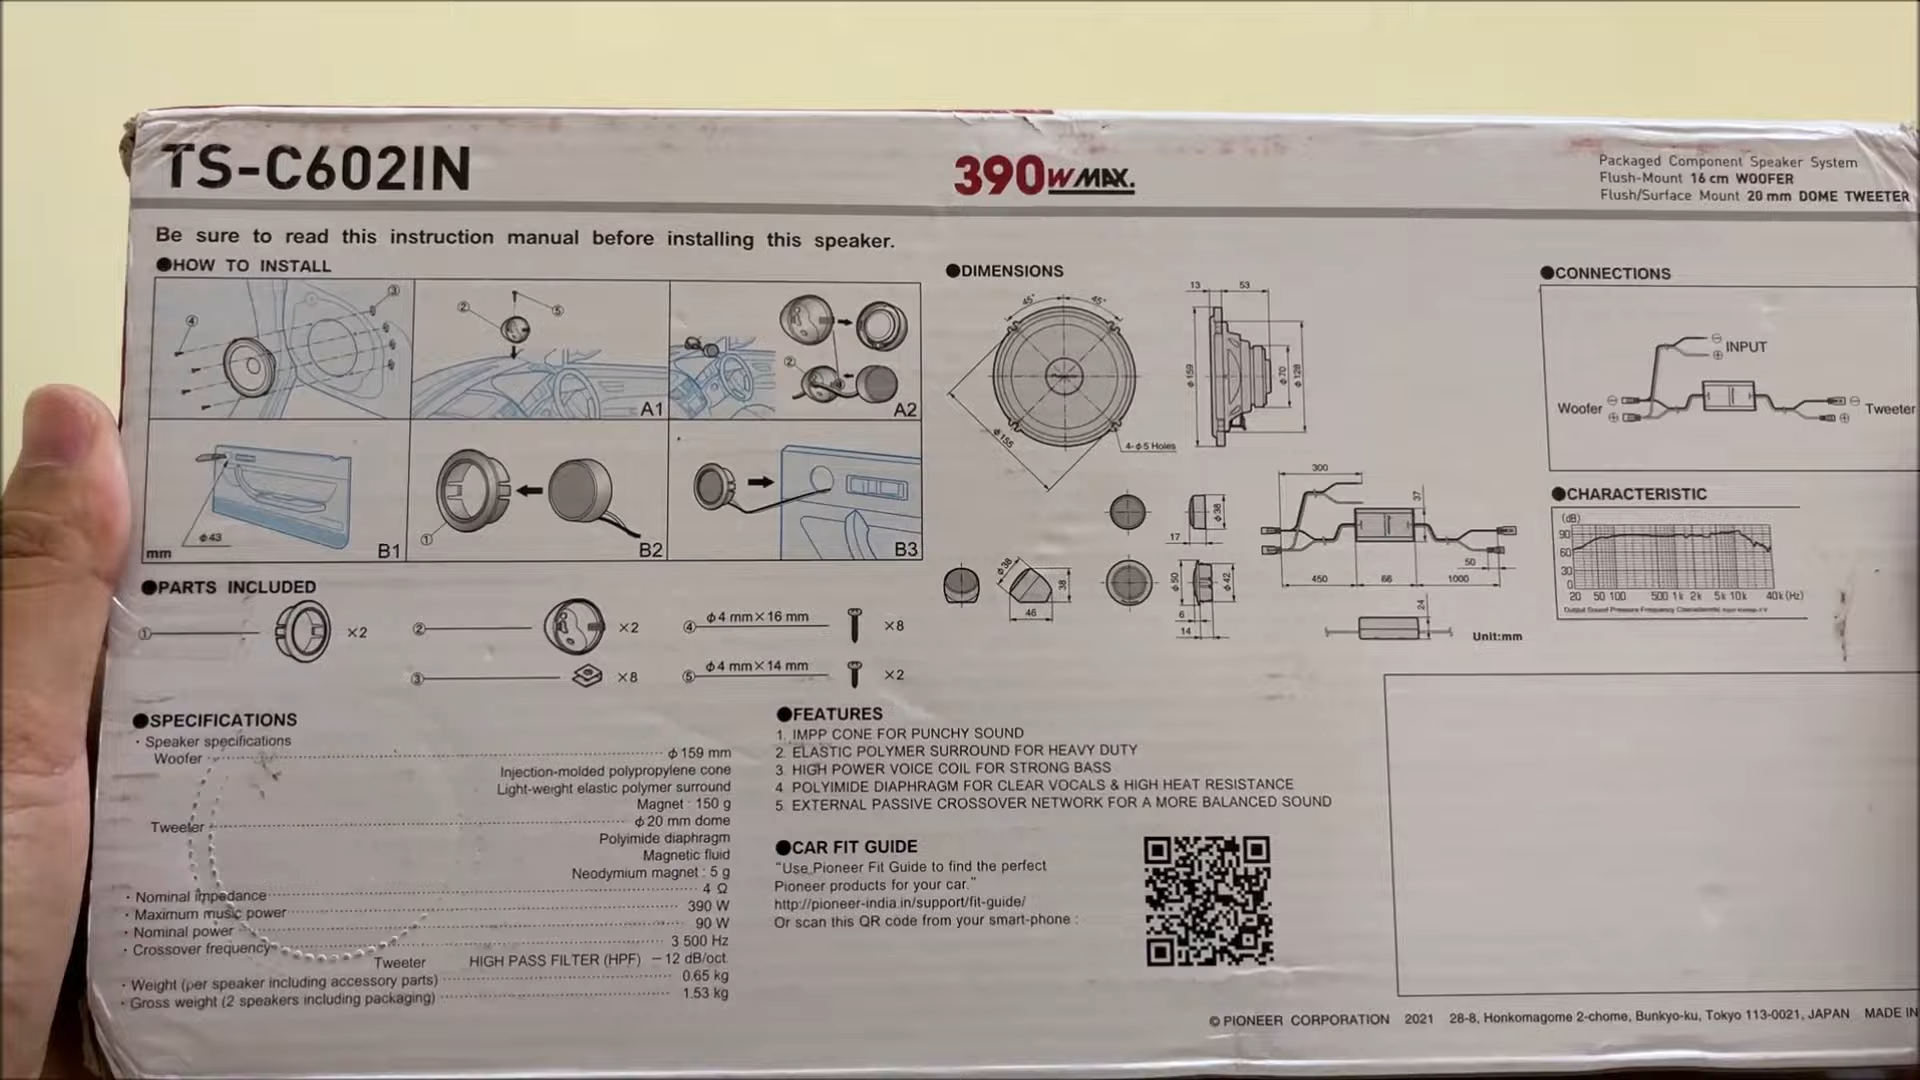 TS-C602IN
390WMAX.
Packaged Component Speaker System
Flush-Mount 16 cm WOOFER
Flush/Surface Mount 20 mm DOME TWEETER
Be sure to read this instruction manual before installing this speaker.
●HOW TO INSTALL
④
③
②
⑤
A1
②
A2
φ43
mm
B1
①
B2
B3
●DIMENSIONS
45° 45°
φ155
4-φ5 Holes
13 53
φ159
φ70
φ128
φ38
17
φ38
38
46
φ50
φ42
6
14
300
37
50
450 66 1000
24
Unit:mm
●CONNECTIONS
⊖
⊕ INPUT
Woofer ⊖
⊕
⊖
⊕ Tweeter
●CHARACTERISTIC
(dB)
90
60
30
0
20 50 100 500 1k 2k 5k 10k 40k (Hz)
Output Sound Pressure Frequency Characteristic
●PARTS INCLUDED
① ×2
② ×2
③ ×8
④ φ4 mm×16 mm ×8
⑤ φ4 mm×14 mm ×2
●SPECIFICATIONS
· Speaker specifications
Woofer φ159 mm
Injection-molded polypropylene cone
Light-weight elastic polymer surround
Magnet : 150 g
Tweeter φ20 mm dome
Polyimide diaphragm
Magnetic fluid
Neodymium magnet : 5 g
· Nominal impedance 4 Ω
· Maximum music power 390 W
· Nominal power 90 W
· Crossover frequency 3 500 Hz
Tweeter HIGH PASS FILTER (HPF) −12 dB/oct.
· Weight (per speaker including accessory parts) 0.65 kg
· Gross weight (2 speakers including packaging) 1.53 kg
●FEATURES
1. IMPP CONE FOR PUNCHY SOUND
2. ELASTIC POLYMER SURROUND FOR HEAVY DUTY
3. HIGH POWER VOICE COIL FOR STRONG BASS
4 POLYIMIDE DIAPHRAGM FOR CLEAR VOCALS & HIGH HEAT RESISTANCE
5 EXTERNAL PASSIVE CROSSOVER NETWORK FOR A MORE BALANCED SOUND
●CAR FIT GUIDE
"Use Pioneer Fit Guide to find the perfect
Pioneer products for your car."
http://pioneer-india.in/support/fit-guide/
Or scan this QR code from your smart-phone :
© PIONEER CORPORATION 2021 28-8, Honkomagome 2-chome, Bunkyo-ku, Tokyo 113-0021, JAPAN MADE IN